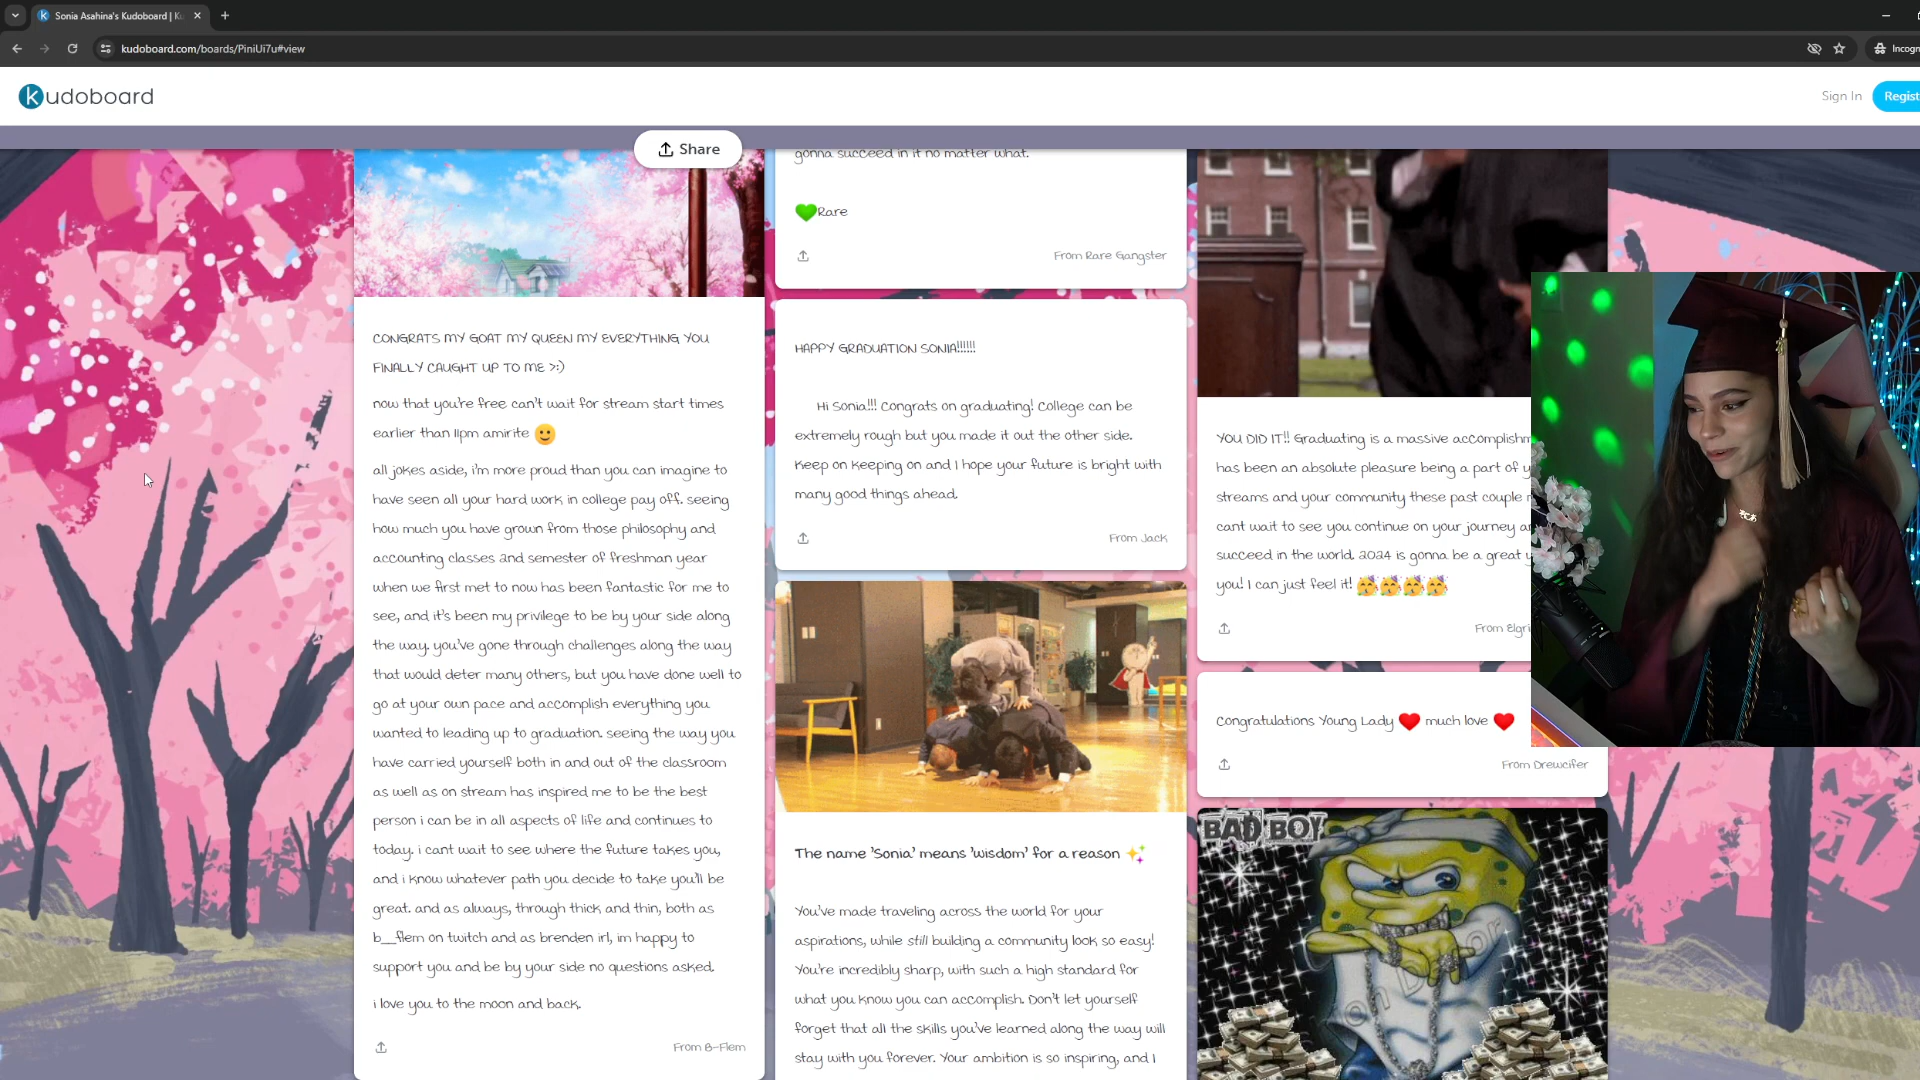 Sonia Asahina's Kudoboard | Ku
kudoboard.com/boards/PiniUi7u#view
Incogn
kudoboard
Sign In
Regist
Share
CONGRATS MY GOAT MY QUEEN MY EVERYTHING YOU
FINALLY CAUGHT UP TO ME >:)
now that you're free can't wait for stream start times
earlier than 11pm amirite 🙂
all jokes aside, i'm more proud than you can imagine to
have seen all your hard work in college pay off. seeing
how much you have grown from those philosophy and
accounting classes 2nd semester of freshman year
when we first met to now has been fantastic for me to
see, and it's been my privilege to be by your side along
the way. you've gone through challenges along the way
that would deter many others, but you have done well to
go at your own pace and accomplish everything you
wanted to leading up to graduation. seeing the way you
have carried yourself both in and out of the classroom
as well as on stream has inspired me to be the best
person i can be in all aspects of life and continues to
today. i cant wait to see where the future takes you,
and i know whatever path you decide to take you'll be
great. and as always, through thick and thin, both as
b__flem on twitch and as brenden irl, im happy to
support you and be by your side no questions asked.
i love you to the moon and back.
From B-Flem
gonna succeed in it no matter what.
💚Rare
From Rare Gangster
HAPPY GRADUATION SONIA!!!!!!
Hi Sonia!!! Congrats on graduating! College can be
extremely rough but you made it out the other side.
Keep on keeping on and I hope your future is bright with
many good things ahead.
From Jack
The name 'Sonia' means 'wisdom' for a reason ✨
You've made traveling across the world for your
aspirations, while still building a community look so easy!
You're incredibly sharp, with such a high standard for
what you know you can accomplish. Don't let yourself
forget that all the skills you've learned along the way will
stay with you forever. Your ambition is so inspiring, and I
YOU DID IT!! Graduating is a massive accomplishm
has been an absolute pleasure being a part of y
streams and your community these past couple
cant wait to see you continue on your journey
succeed in the world. 2024 is gonna be a great y
you! I can just feel it! 🥳🥳🥳🥳
From Elgri
Congratulations Young Lady ❤️ much love ❤️
From Drewcifer
BAD BOY